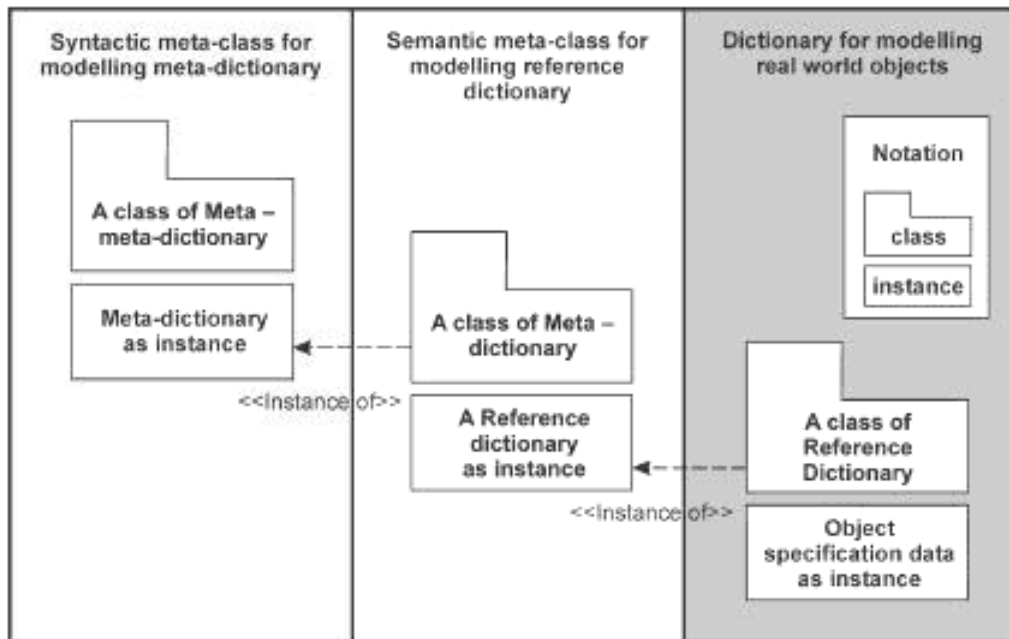 Syntactic meta-class for
modelling meta-dictionary
Semantic meta-class for
modelling reference
dictionary
Dictionary for modelling
real world objects
Notation
class
instance
A class of Meta –
meta-dictionary
Meta-dictionary
as instance
<<Instance of>>
A class of Meta –
dictionary
A Reference
dictionary
as instance
<<Instance of>>
A class of
Reference
Dictionary
Object
specification data
as instance